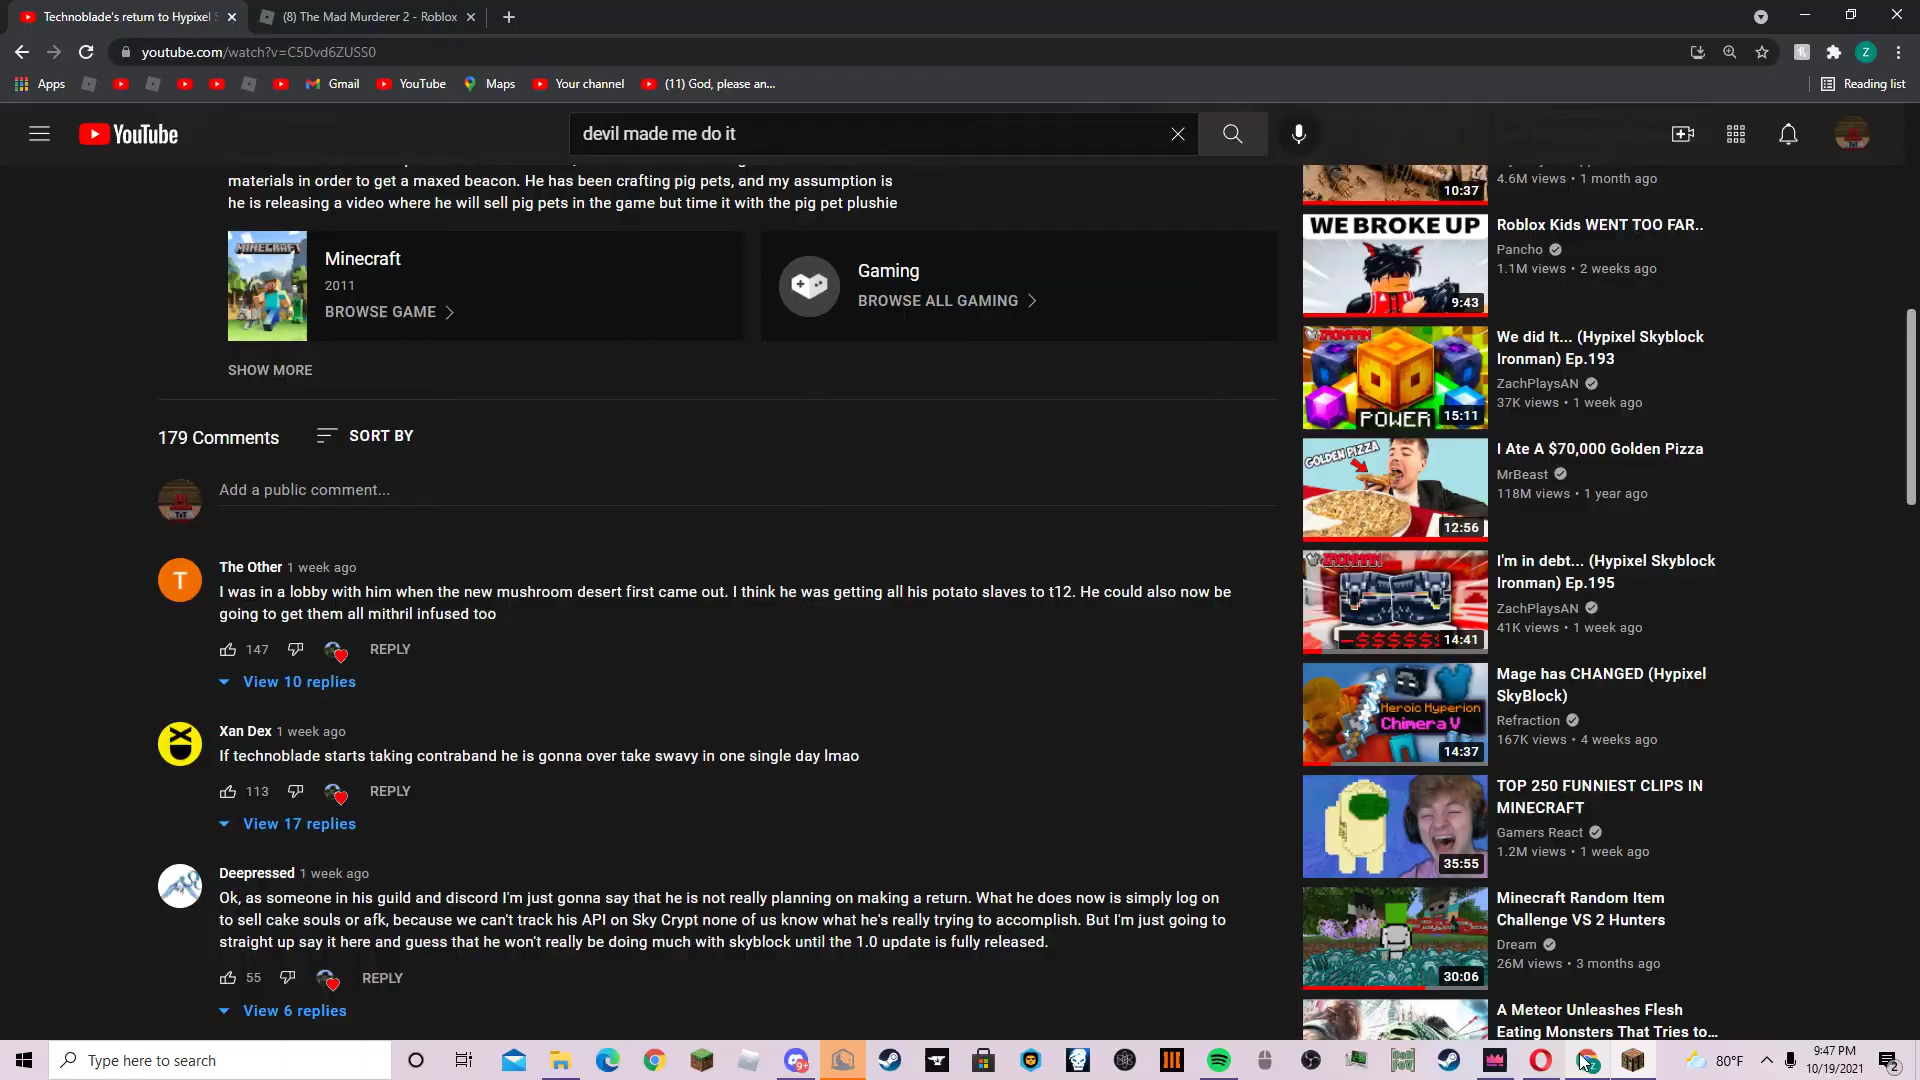 Technoblade's return to Hypixel S
(8) The Mad Murderer 2 - Roblox
youtube.com/watch?v=C5Dvd6ZUSS0
Z
Apps
Gmail
YouTube
Maps
Your channel
(11) God, please an...
Reading list
YouTube
devil made me do it
materials in order to get a maxed beacon. He has been crafting pig pets, and my assumption is
he is releasing a video where he will sell pig pets in the game but time it with the pig pet plushie
MINECRAFT
Minecraft
2011
BROWSE GAME
Gaming
BROWSE ALL GAMING
SHOW MORE
179 Comments
SORT BY
Add a public comment...
The Other 1 week ago
T
I was in a lobby with him when the new mushroom desert first came out. I think he was getting all his potato slaves to t12. He could also now be
going to get them all mithril infused too
147
REPLY
View 10 replies
Xan Dex 1 week ago
If technoblade starts taking contraband he is gonna over take swavy in one single day lmao
113
REPLY
View 17 replies
Deepressed 1 week ago
Ok, as someone in his guild and discord I'm just gonna say that he is not really planning on making a return. What he does now is simply log on
to sell cake souls or afk, because we can't track his API on Sky Crypt none of us know what he's really trying to accomplish. But I'm just going to
straight up say it here and guess that he won't really be doing much with skyblock until the 1.0 update is fully released.
55
REPLY
View 6 replies
10:37
4.6M views • 1 month ago
WE BROKE UP
9:43
Roblox Kids WENT TOO FAR..
Pancho
1.1M views • 2 weeks ago
IRONMAN
POWER
15:11
We did It... (Hypixel Skyblock
Ironman) Ep.193
ZachPlaysAN
37K views • 1 week ago
GOLDEN PIZZA
12:56
I Ate A $70,000 Golden Pizza
MrBeast
118M views • 1 year ago
IRONMAN
14:41
I'm in debt... (Hypixel Skyblock
Ironman) Ep.195
ZachPlaysAN
41K views • 1 week ago
Heroic Hyperion
Chimera V
14:37
Mage has CHANGED (Hypixel
SkyBlock)
Refraction
167K views • 4 weeks ago
35:55
TOP 250 FUNNIEST CLIPS IN
MINECRAFT
Gamers React
1.2M views • 1 week ago
30:06
Minecraft Random Item
Challenge VS 2 Hunters
Dream
26M views • 3 months ago
A Meteor Unleashes Flesh
Eating Monsters That Tries to...
Type here to search
80°F
9:47 PM
10/19/2021
2